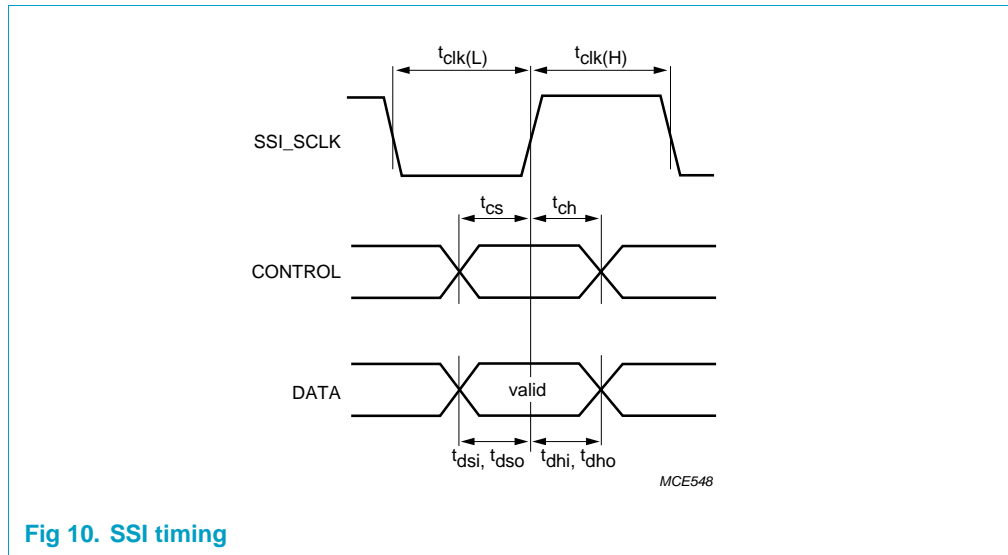 tclk(L) tclk(H)
SSI_SCLK
tcs tch
CONTROL
DATA valid
tdsi, tdso tdhi, tdho
MCE548
Fig 10. SSI timing